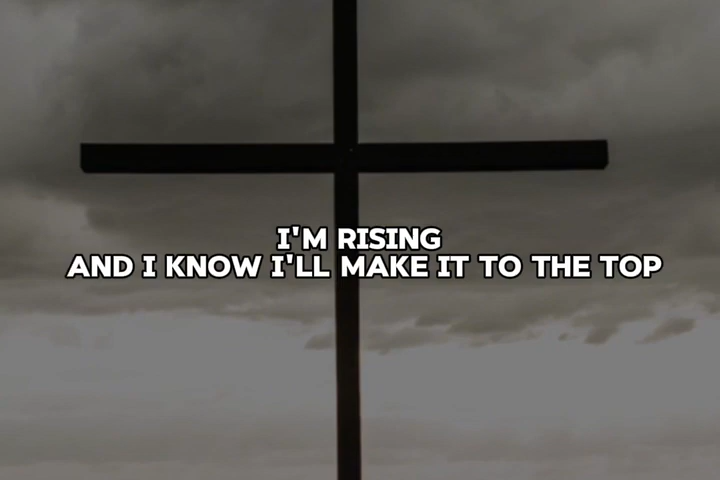 I'M RISING
AND I KNOW I'LL MAKE IT TO THE TOP